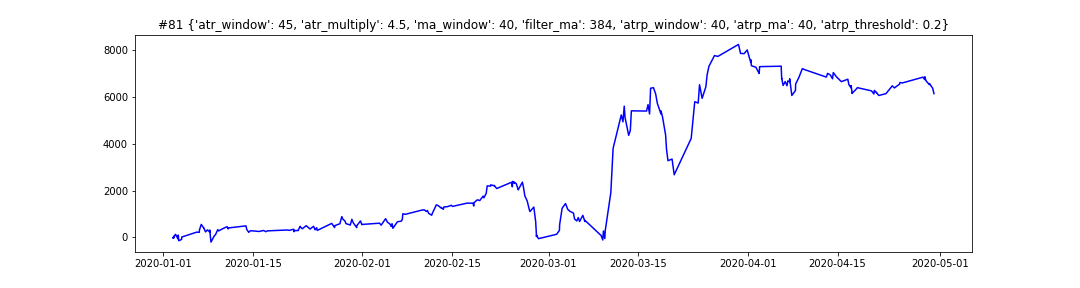 #81 {'atr_window': 45, 'atr_multiply': 4.5, 'ma_window': 40, 'filter_ma': 384, 'atrp_window': 40, 'atrp_ma': 40, 'atrp_threshold': 0.2}
8000
6000
4000
2000
0
2020-01-01 2020-01-15 2020-02-01 2020-02-15 2020-03-01 2020-03-15 2020-04-01 2020-04-15 2020-05-01